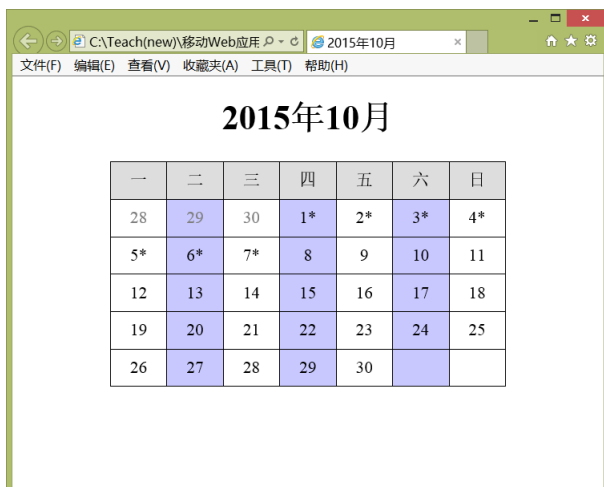 C:\Teach(new)\移动Web应用
2015年10月
文件(F) 编辑(E) 查看(V) 收藏夹(A) 工具(T) 帮助(H)
2015年10月
一 二 三 四 五 六 日
28 29 30 1* 2* 3* 4*
5* 6* 7* 8 9 10 11
12 13 14 15 16 17 18
19 20 21 22 23 24 25
26 27 28 29 30